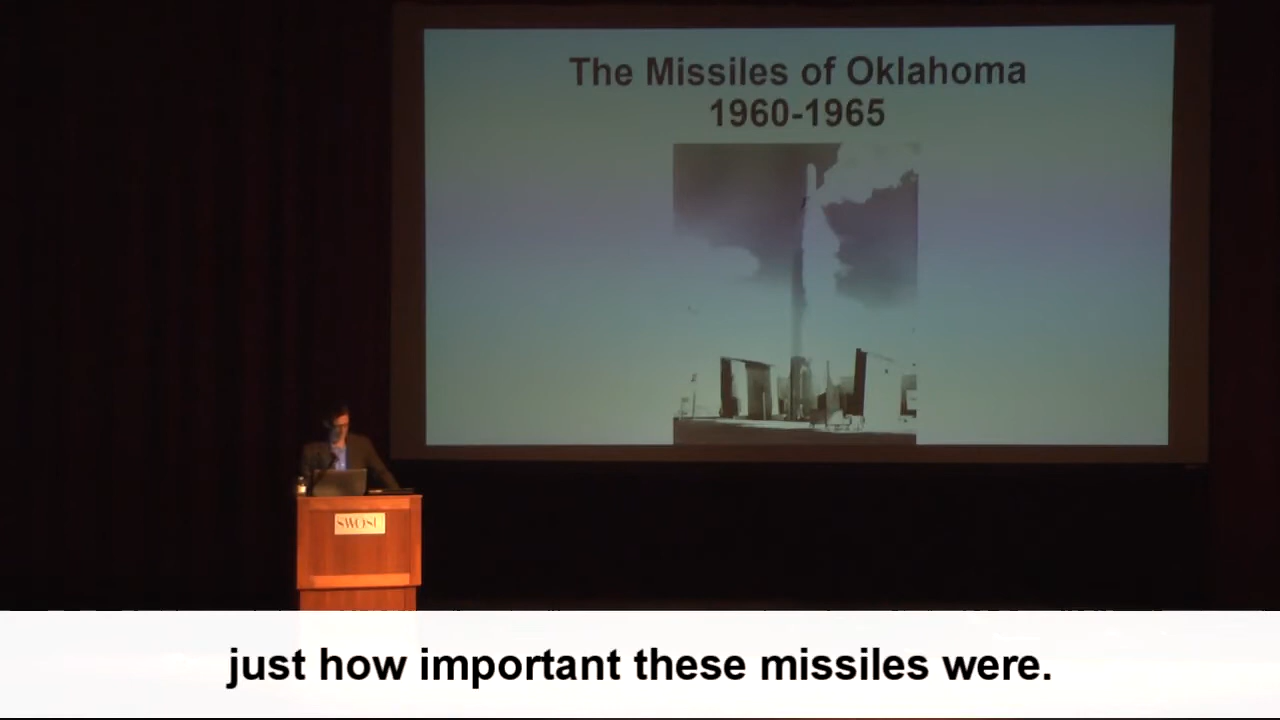 The Missiles of Oklahoma
1960-1965
SWOSU
just how important these missiles were.